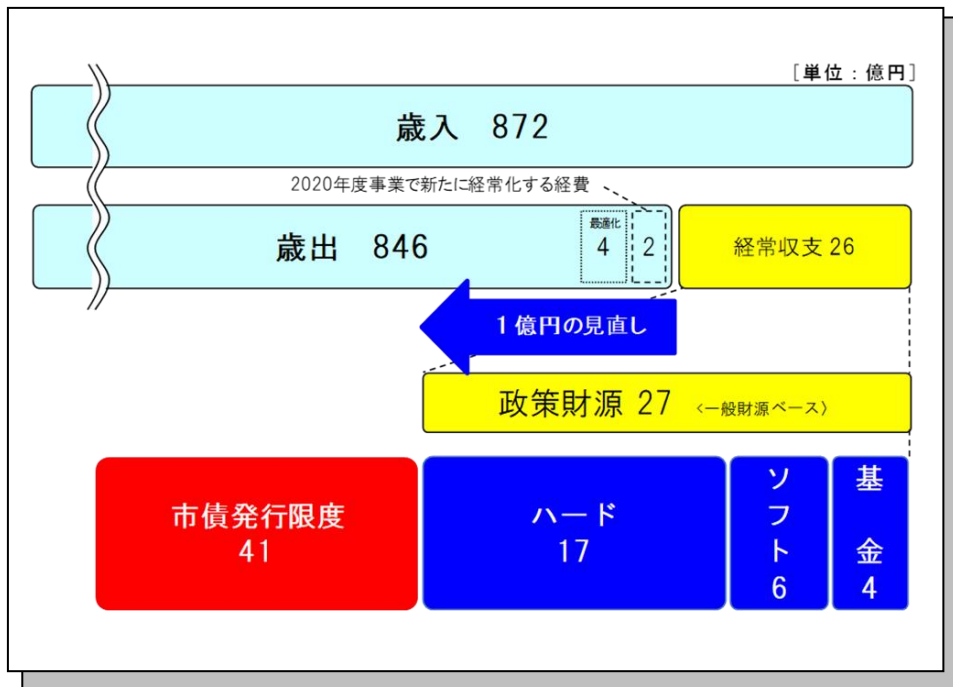 ［単位：億円］
歳入 872
2020年度事業で新たに経常化する経費
歳出 846
最適化
4
2
経常収支 26
1億円の見直し
政策財源 27 <一般財源ベース>
市債発行限度
41
ハード
17
ソフト
6
基金
4